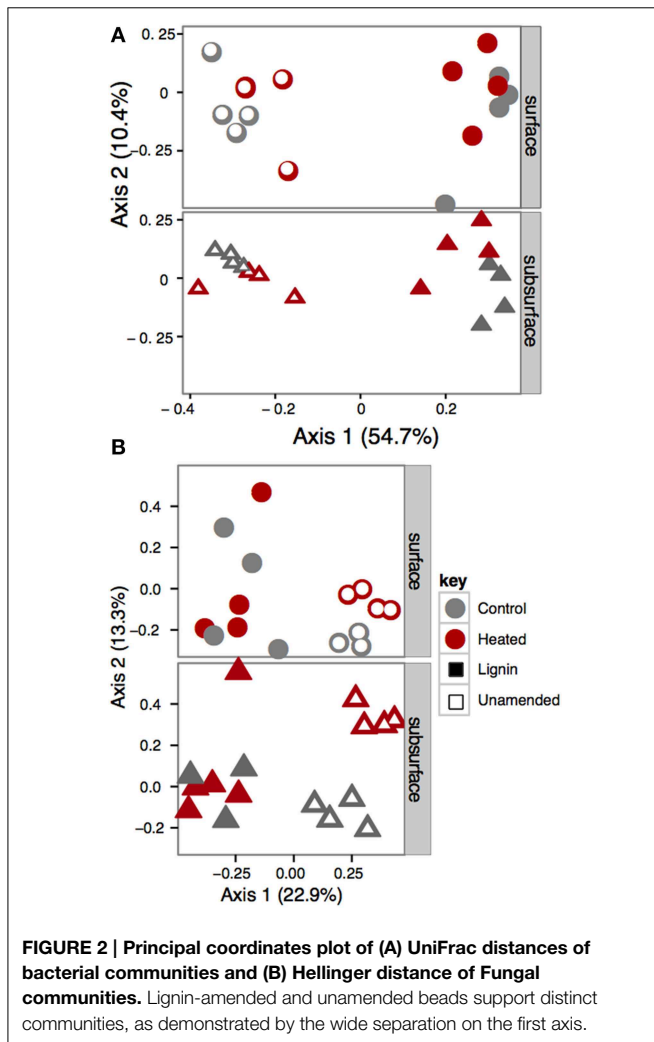 A
Axis 2 (10.4%)
0.25
0
−0.25
surface
0.25
0
−0.25
subsurface
−0.4
−0.2
0
0.2
Axis 1 (54.7%)
B
Axis 2 (13.3%)
0.4
0.2
0.0
−0.2
surface
0.4
0.2
0.0
−0.2
subsurface
−0.25
0.00
0.25
Axis 1 (22.9%)
key
Control
Heated
Lignin
Unamended
FIGURE 2 | Principal coordinates plot of (A) UniFrac distances of
bacterial communities and (B) Hellinger distance of Fungal
communities. Lignin-amended and unamended beads support distinct
communities, as demonstrated by the wide separation on the first axis.